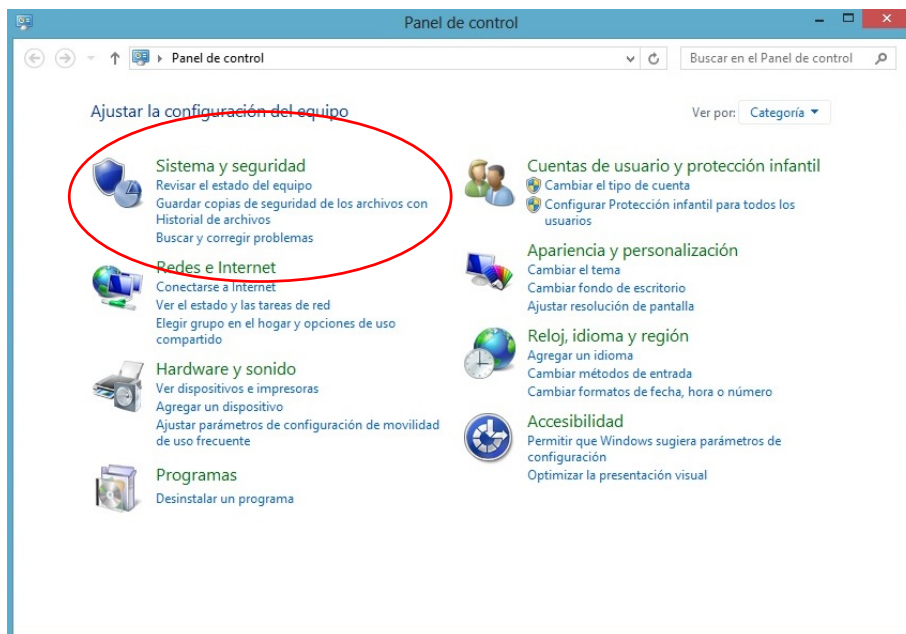 Panel de control
Panel de control
Buscar en el Panel de control
Ajustar la configuración del equipo
Ver por: Categoría
Sistema y seguridad
Revisar el estado del equipo
Guardar copias de seguridad de los archivos con
Historial de archivos
Buscar y corregir problemas
Redes e Internet
Conectarse a Internet
Ver el estado y las tareas de red
Elegir grupo en el hogar y opciones de uso
compartido
Hardware y sonido
Ver dispositivos e impresoras
Agregar un dispositivo
Ajustar parámetros de configuración de movilidad
de uso frecuente
Programas
Desinstalar un programa
Cuentas de usuario y protección infantil
Cambiar el tipo de cuenta
Configurar Protección infantil para todos los
usuarios
Apariencia y personalización
Cambiar el tema
Cambiar fondo de escritorio
Ajustar resolución de pantalla
Reloj, idioma y región
Agregar un idioma
Cambiar métodos de entrada
Cambiar formatos de fecha, hora o número
Accesibilidad
Permitir que Windows sugiera parámetros de
configuración
Optimizar la presentación visual